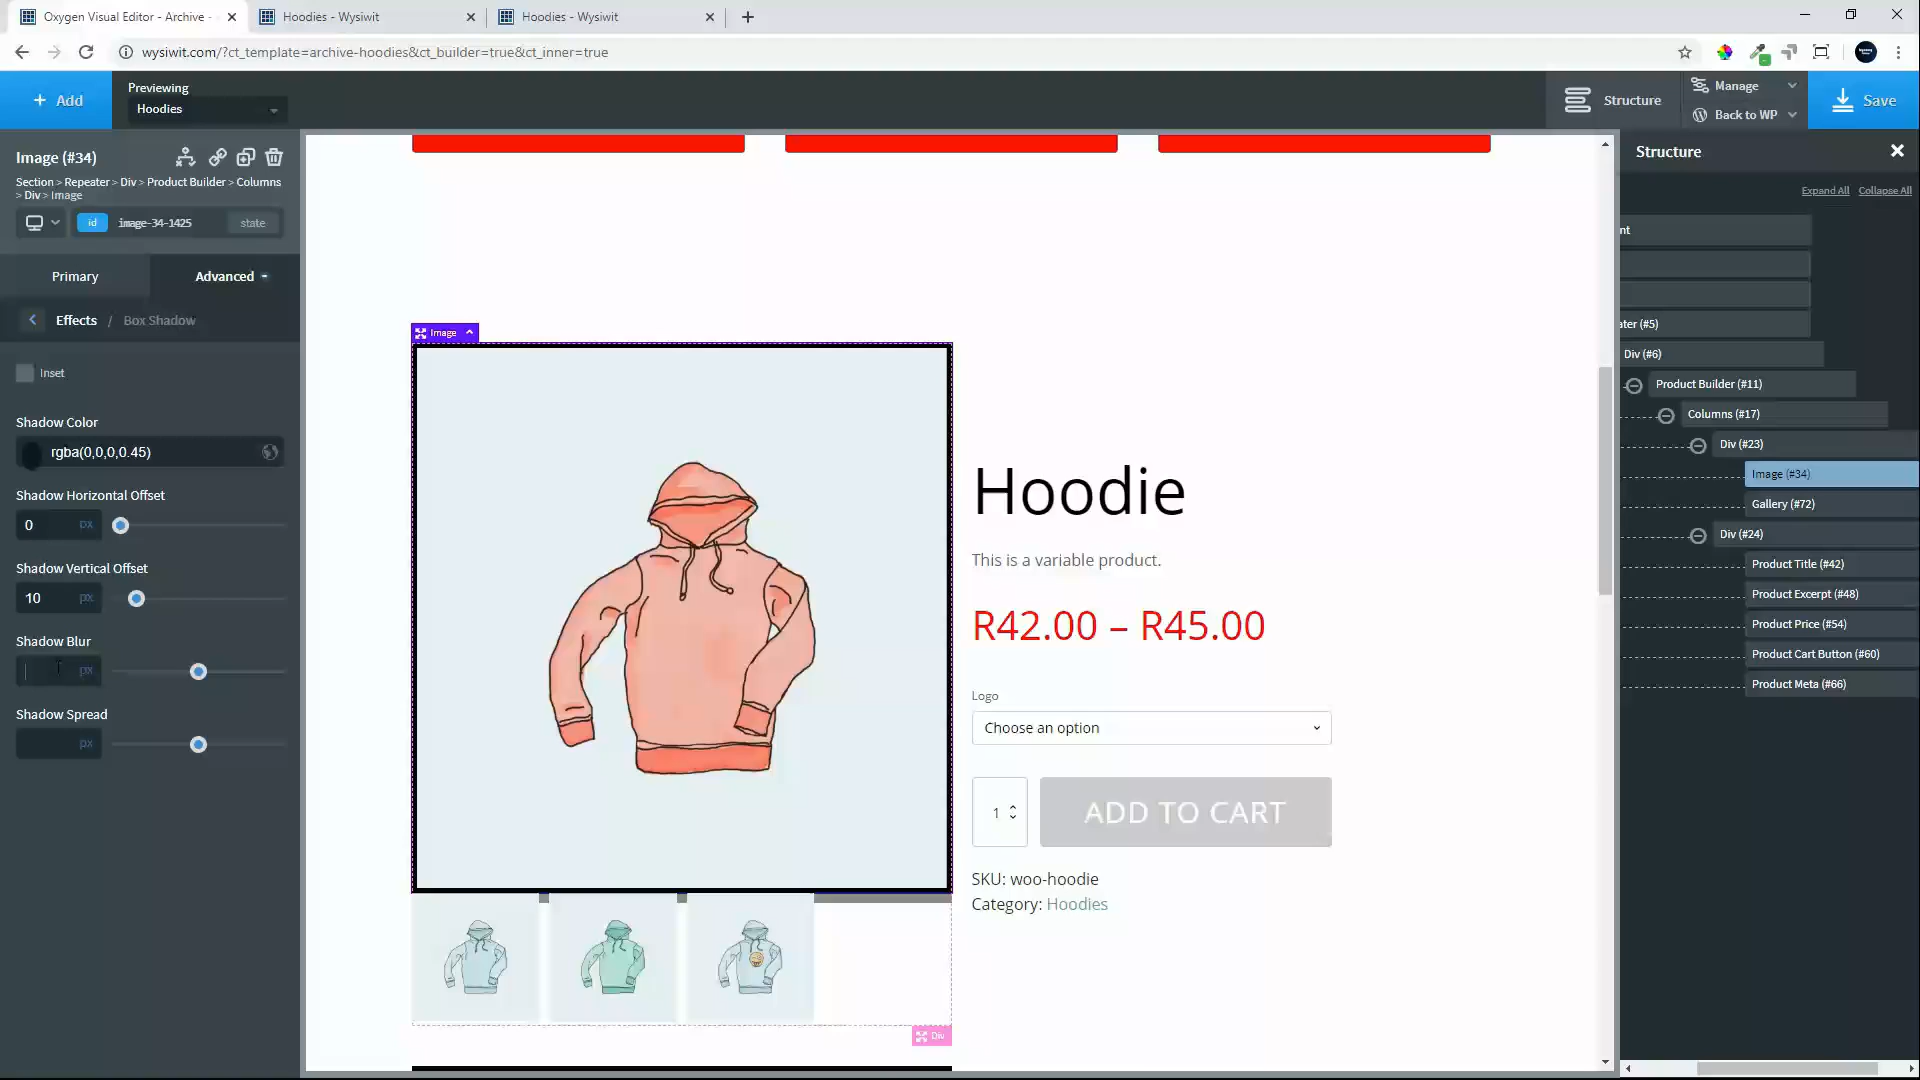 Oxygen Visual Editor - Archive -
Hoodies - Wysiwit
Hoodies - Wysiwit
wysiwit.com/?ct_template=archive-hoodies&ct_builder=true&ct_inner=true
+ Add
Previewing
Hoodies
Structure
Manage
Back to WP
Save
Image (#34)
Section > Repeater > Div > Product Builder > Columns
> Div > Image
id
image-34-1425
state
Primary
Advanced
Effects / Box Shadow
Inset
Shadow Color
rgba(0,0,0,0.45)
Shadow Horizontal Offset
0 px
Shadow Vertical Offset
10 px
Shadow Blur
px
Shadow Spread
px
Image
Hoodie
This is a variable product.
R42.00 – R45.00
Logo
Choose an option
1
ADD TO CART
SKU: woo-hoodie
Category: Hoodies
Div
Structure
Expand All
Collapse All
nt
ater (#5)
Div (#6)
Product Builder (#11)
Columns (#17)
Div (#23)
Image (#34)
Gallery (#72)
Div (#24)
Product Title (#42)
Product Excerpt (#48)
Product Price (#54)
Product Cart Button (#60)
Product Meta (#66)